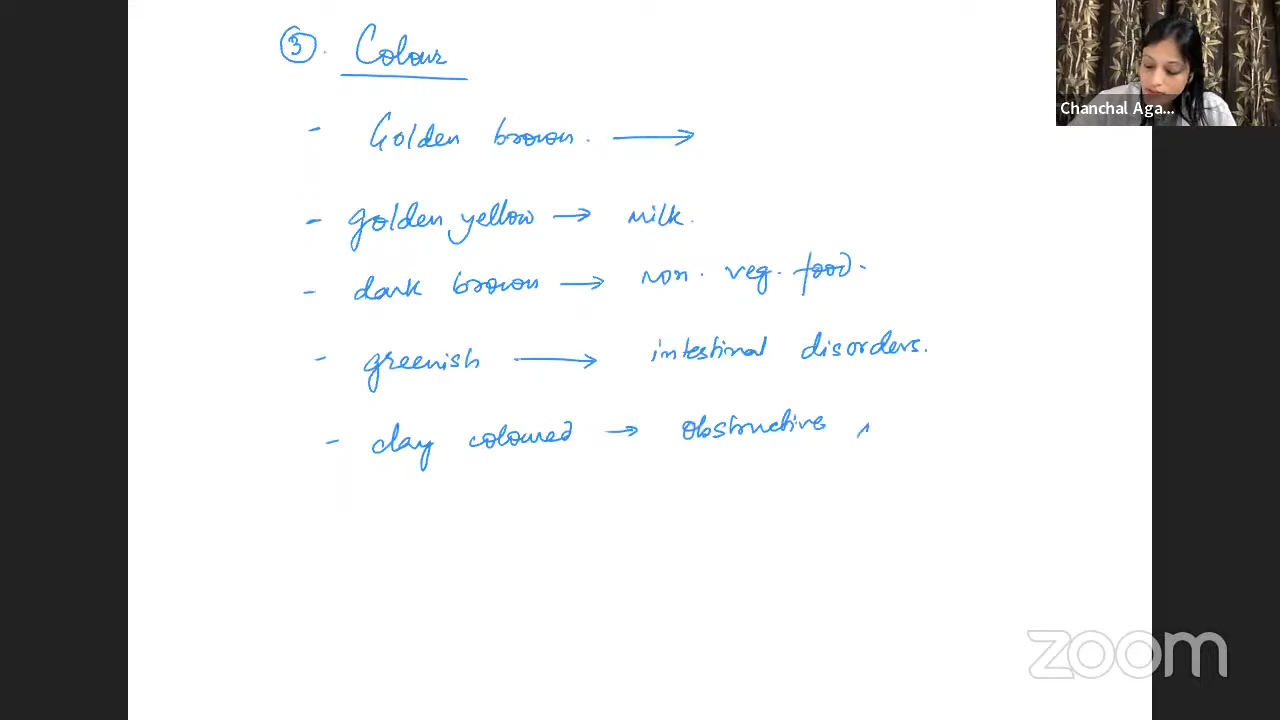 ③. Colour
Chanchal Aga...
- Golden brown. →
- golden yellow → milk.
- dark brown → non. veg. food.
- greenish → intestinal disorders.
- clay coloured → obstructive
zoom